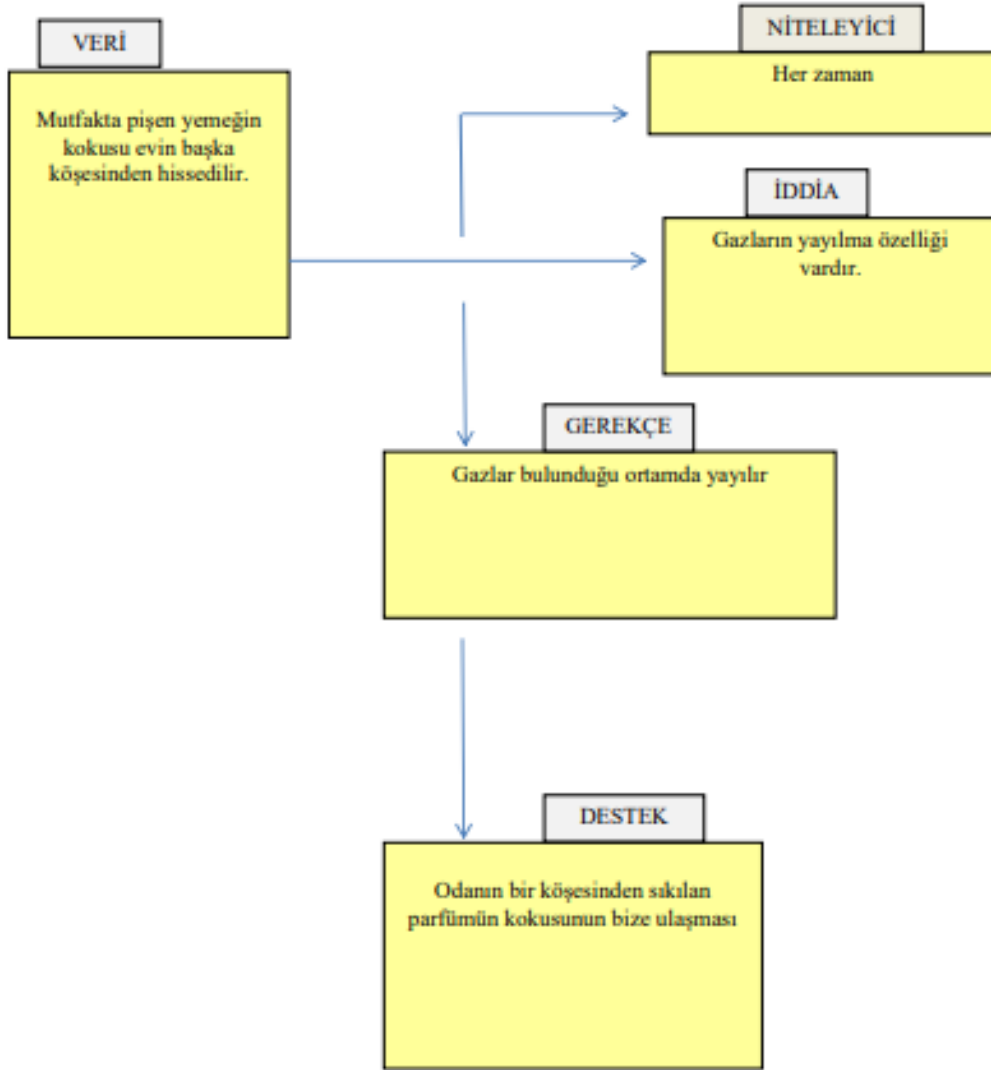 VERİ
Mutfakta pişen yemeğin
kokusu evin başka
köşesinden hissedilir.
NİTELEYİCİ
Her zaman
İDDİA
Gazların yayılma özelliği
vardır.
GEREKÇE
Gazlar bulunduğu ortamda yayılır
DESTEK
Odanın bir köşesinden sıkılan
parfümün kokusunun bize ulaşması